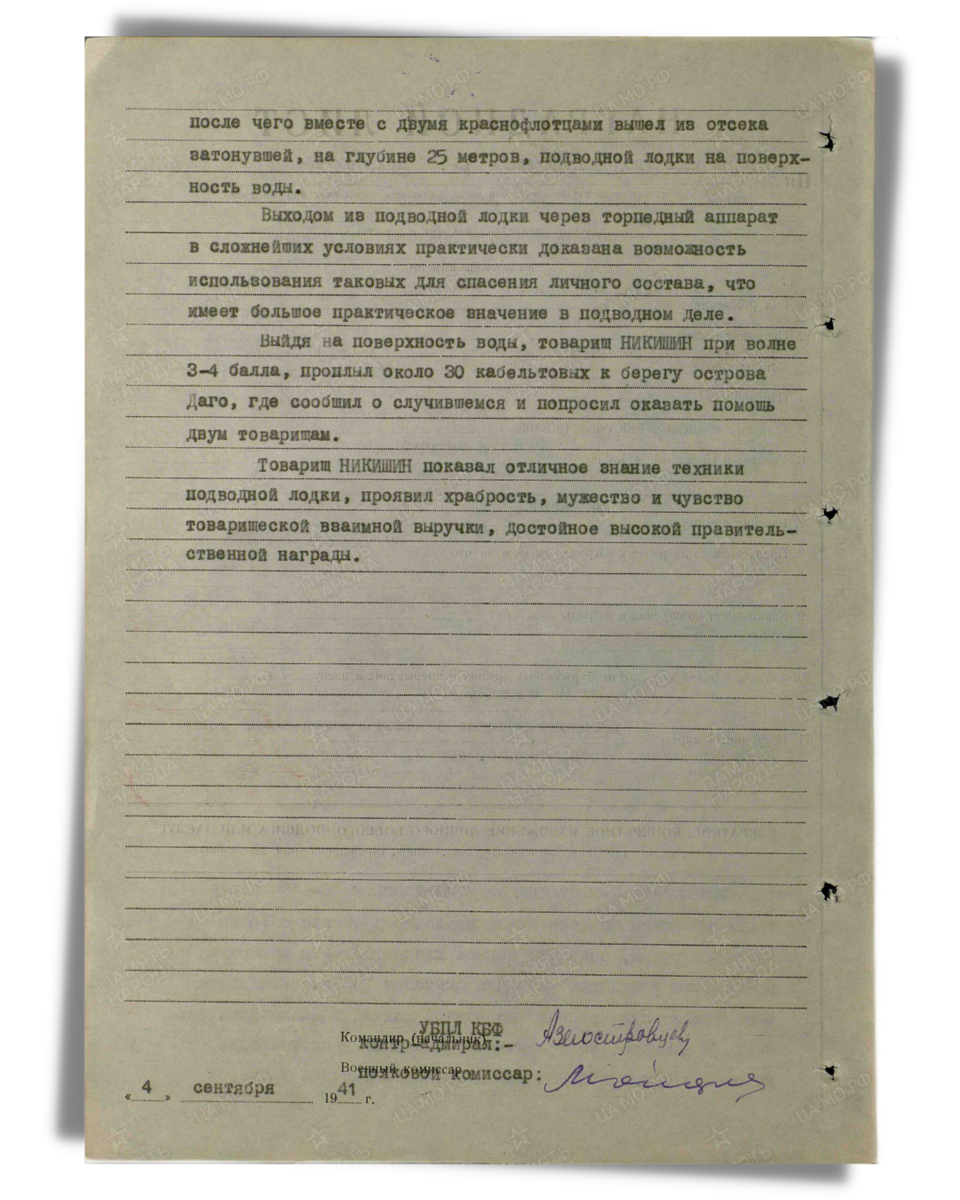 после чего вместе с двумя краснофлотцами вышел из отсека
затонувшей, на глубине 25 метров, подводной лодки на поверх-
ность воды.
Выходом из подводной лодки через торпедный аппарат
в сложнейших условиях практически доказана возможность
использования таковых для спасения личного состава, что
имеет большое практическое значение в подводном деле.
Выйдя на поверхность воды, товарищ НИКИШИН при волне
3-4 балла, проплыл около 30 кабельтовых к берегу острова
Даго, где сообшил о случившемся и попросил оказать помощь
двум товарищам.
Товарищ НИКИШИН показал отличное знание техники
подводной лодки, проявил храбрость, мужество и чувство
товарищеской взаимной выручки, достойное высокой правитель-
ственной награды.
УБПЛ КБФ
Командир (начальник)
контр-адмирал:-
Военный комиссар
полковой комиссар:
« 4 » сентября 1941 г.